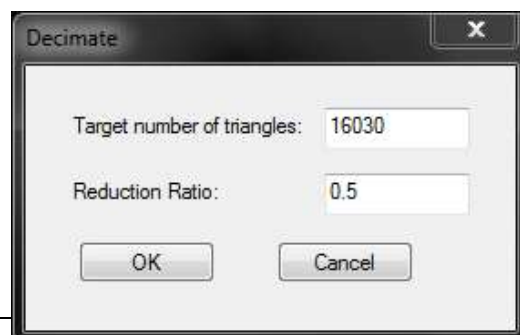 Decimate
Target number of triangles: 16030
Reduction Ratio: 0.5
OK Cancel